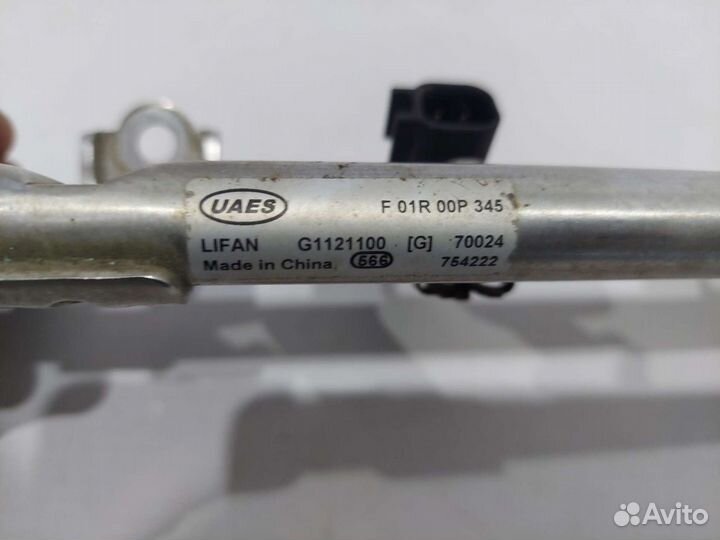 UAES F 01R 00P 345
LIFAN G1121100 [G] 70024
Made in China 566 754222
Avito